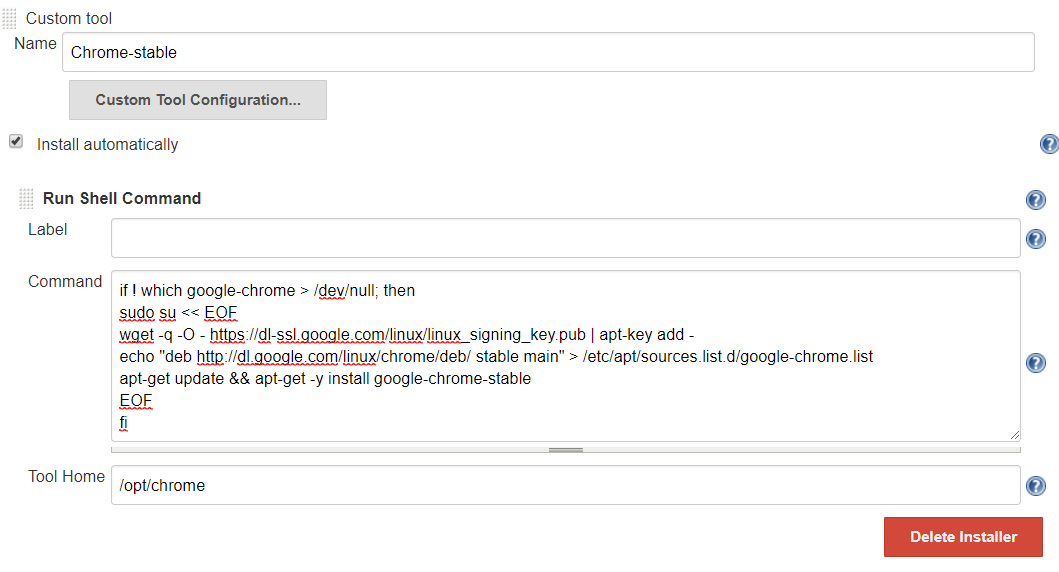 Custom tool
Name
Chrome-stable
Custom Tool Configuration...
Install automatically
Run Shell Command
Label
Command
if ! which google-chrome > /dev/null; then
sudo su << EOF
wget -q -O - https://dl-ssl.google.com/linux/linux_signing_key.pub | apt-key add -
echo "deb http://dl.google.com/linux/chrome/deb/ stable main" > /etc/apt/sources.list.d/google-chrome.list
apt-get update && apt-get -y install google-chrome-stable
EOF
fi
Tool Home
/opt/chrome
Delete Installer